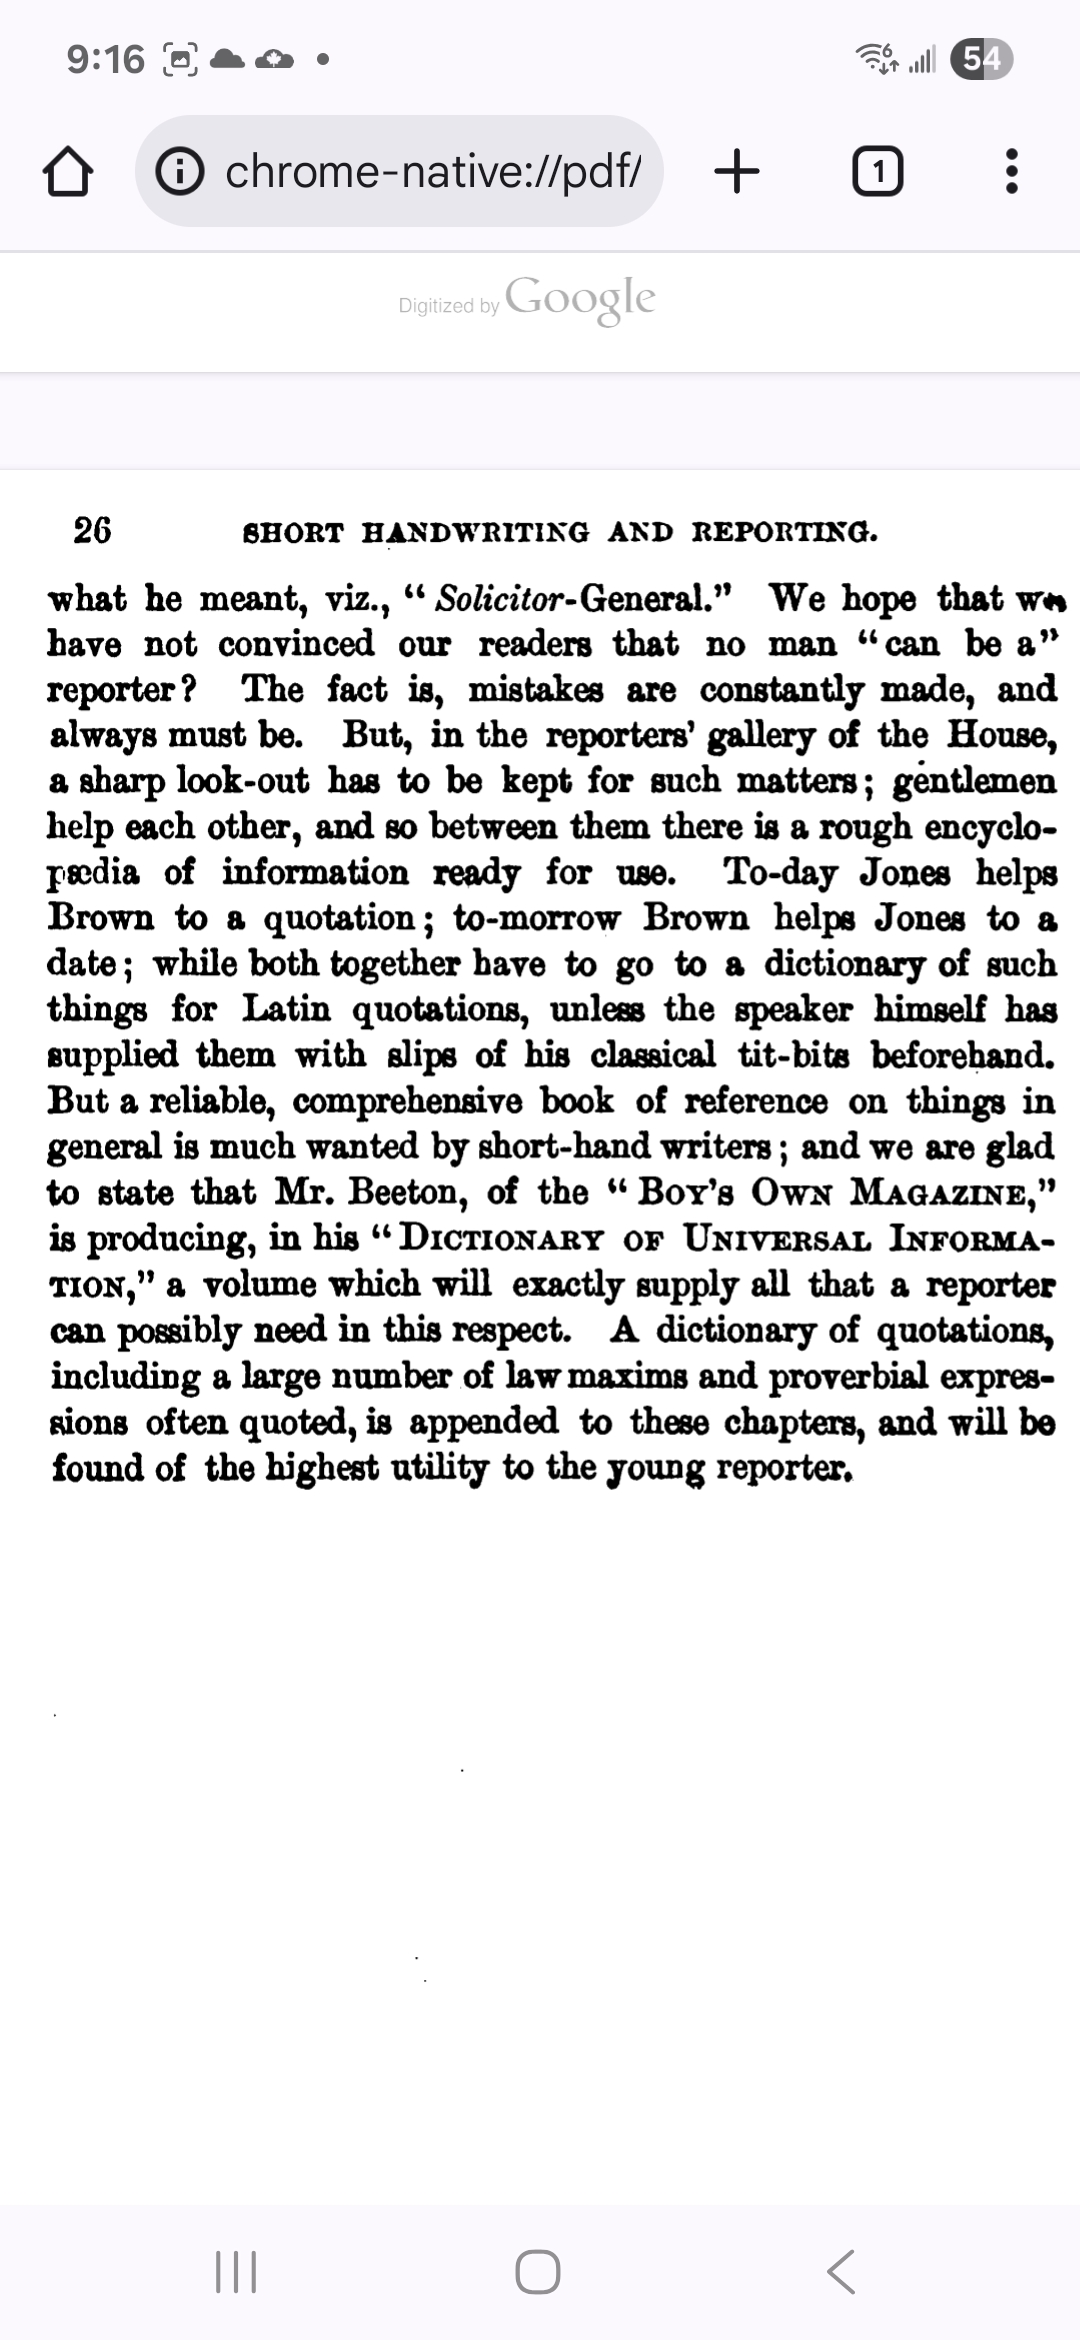 9:16
6
54
chrome-native://pdf/
1
Digitized by Google
26 SHORT HANDWRITING AND REPORTING.
what he meant, viz., “ Solicitor-General.” We hope that we
have not convinced our readers that no man “can be a”
reporter? The fact is, mistakes are constantly made, and
always must be. But, in the reporters’ gallery of the House,
a sharp look-out has to be kept for such matters; gentlemen
help each other, and so between them there is a rough encyclo-
pædia of information ready for use. To-day Jones helps
Brown to a quotation; to-morrow Brown helps Jones to a
date; while both together have to go to a dictionary of such
things for Latin quotations, unless the speaker himself has
supplied them with slips of his classical tit-bits beforehand.
But a reliable, comprehensive book of reference on things in
general is much wanted by short-hand writers; and we are glad
to state that Mr. Beeton, of the “ BOY’S OWN MAGAZINE,”
is producing, in his “ DICTIONARY OF UNIVERSAL INFORMA-
TION,” a volume which will exactly supply all that a reporter
can possibly need in this respect. A dictionary of quotations,
including a large number of law maxims and proverbial expres-
sions often quoted, is appended to these chapters, and will be
found of the highest utility to the young reporter.